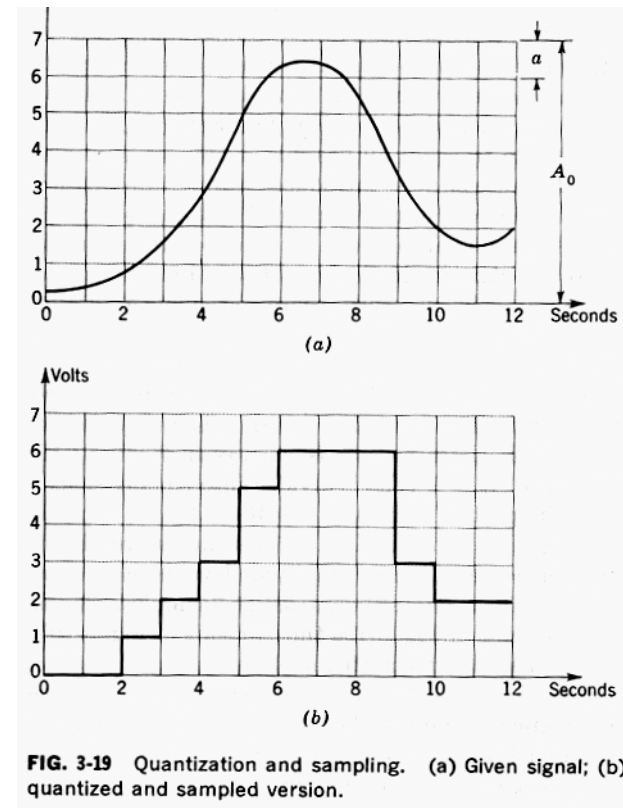 7
6
5
4
3
2
1
0
a
A₀
0 2 4 6 8 10 12 Seconds
(a)
Volts
7
6
5
4
3
2
1
0
0 2 4 6 8 10 12 Seconds
(b)
FIG. 3-19 Quantization and sampling. (a) Given signal; (b)
quantized and sampled version.